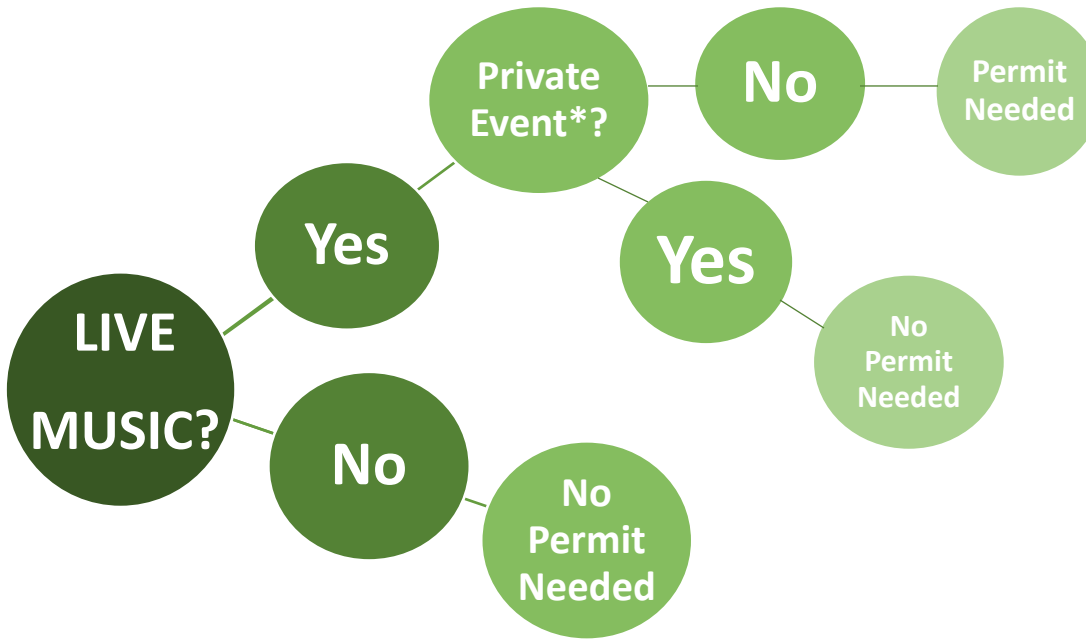 Private
Event*?
No
Permit
Needed
Yes
Yes
LIVE
MUSIC?
No
Permit
Needed
No
No
Permit
Needed